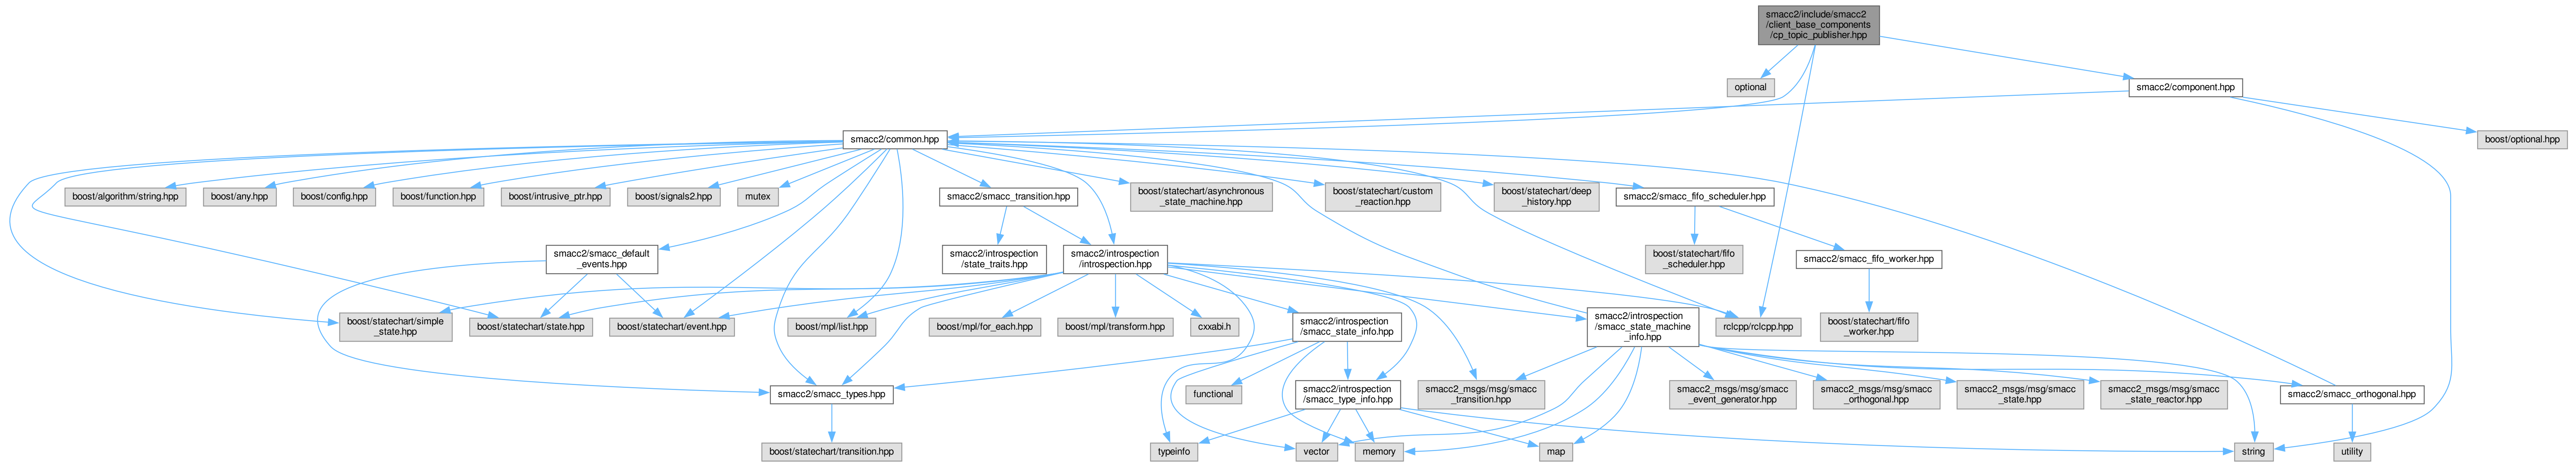 smacc2/include/smacc2
/client_base_components
/cp_topic_publisher.hpp
optional
smacc2/component.hpp
smacc2/common.hpp
boost/optional.hpp
boost/algorithm/string.hpp
boost/any.hpp
boost/config.hpp
boost/function.hpp
boost/intrusive_ptr.hpp
boost/signals2.hpp
mutex
smacc2/smacc_transition.hpp
boost/statechart/asynchronous
_state_machine.hpp
boost/statechart/custom
_reaction.hpp
boost/statechart/deep
_history.hpp
smacc2/smacc_fifo_scheduler.hpp
smacc2/smacc_default
_events.hpp
smacc2/introspection
/state_traits.hpp
smacc2/introspection
/introspection.hpp
boost/statechart/fifo
_scheduler.hpp
smacc2/smacc_fifo_worker.hpp
boost/statechart/simple
_state.hpp
boost/statechart/state.hpp
boost/statechart/event.hpp
boost/mpl/list.hpp
boost/mpl/for_each.hpp
boost/mpl/transform.hpp
cxxabi.h
smacc2/introspection
/smacc_state_info.hpp
smacc2/introspection
/smacc_state_machine
_info.hpp
rclcpp/rclcpp.hpp
boost/statechart/fifo
_worker.hpp
smacc2/smacc_types.hpp
functional
smacc2/introspection
/smacc_type_info.hpp
smacc2_msgs/msg/smacc
_transition.hpp
smacc2_msgs/msg/smacc
_event_generator.hpp
smacc2_msgs/msg/smacc
_orthogonal.hpp
smacc2_msgs/msg/smacc
_state.hpp
smacc2_msgs/msg/smacc
_state_reactor.hpp
smacc2/smacc_orthogonal.hpp
boost/statechart/transition.hpp
typeinfo
vector
memory
map
string
utility